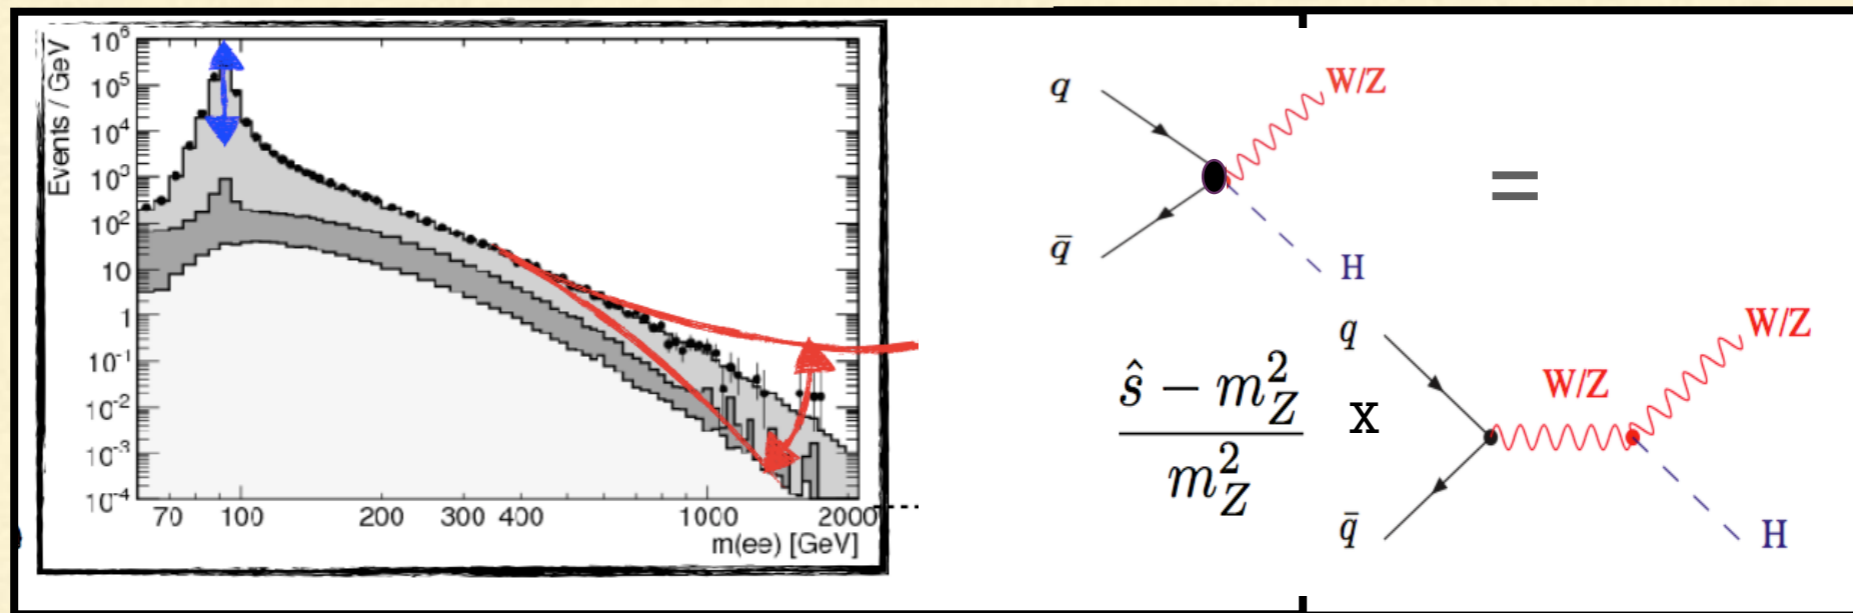 Events / GeV
10^6
10^5
10^4
10^3
10^2
10
1
10^-1
10^-2
10^-3
10^-4
70 100 200 300 400 1000 2000
m(ee) [GeV]
q
W/Z
q̄
H
=
ŝ − m_Z^2
m_Z^2
x
q
W/Z
W/Z
q̄
H